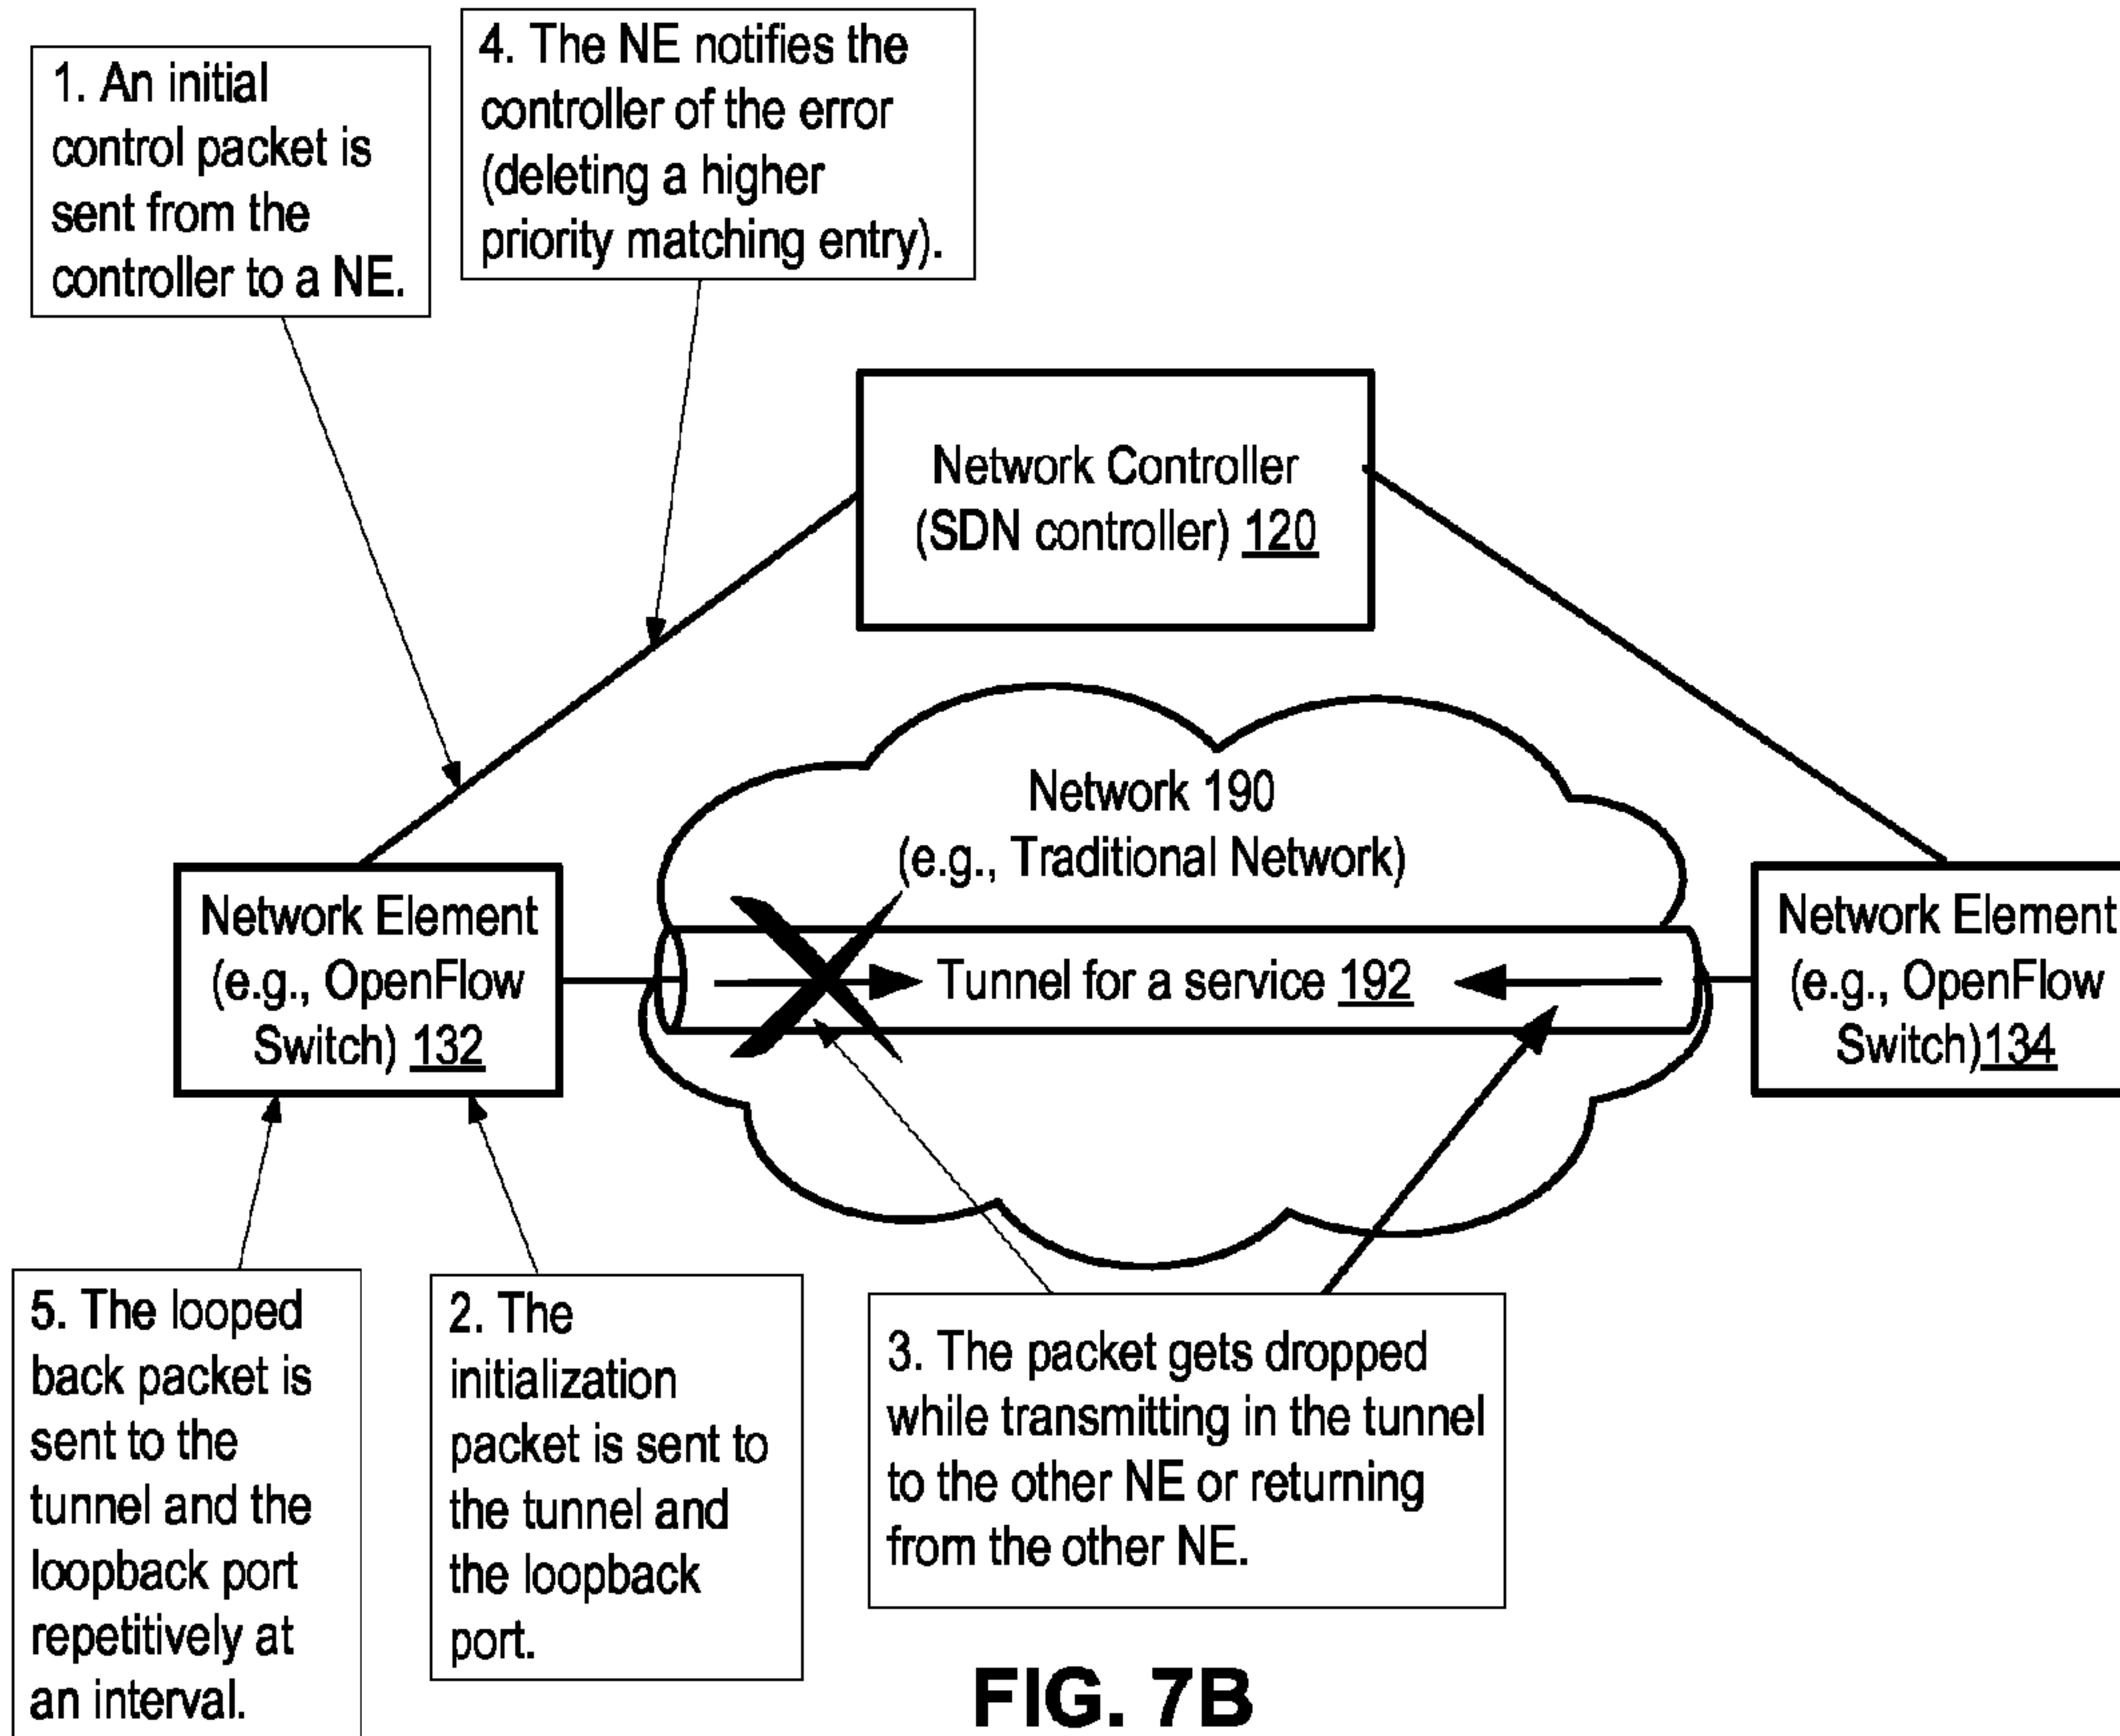 1. An initial
control packet is
sent from the
controller to a NE.
4. The NE notifies the
controller of the error
(deleting a higher
priority matching entry).
Network Controller
(SDN controller) 120
Network 190
(e.g., Traditional Network)
Network Element
(e.g., OpenFlow
Switch) 132
Tunnel for a service 192
Network Element
(e.g., OpenFlow
Switch)134
5. The looped
back packet is
sent to the
tunnel and the
loopback port
repetitively at
an interval.
2. The
initialization
packet is sent to
the tunnel and
the loopback
port.
3. The packet gets dropped
while transmitting in the tunnel
to the other NE or returning
from the other NE.
FIG. 7B